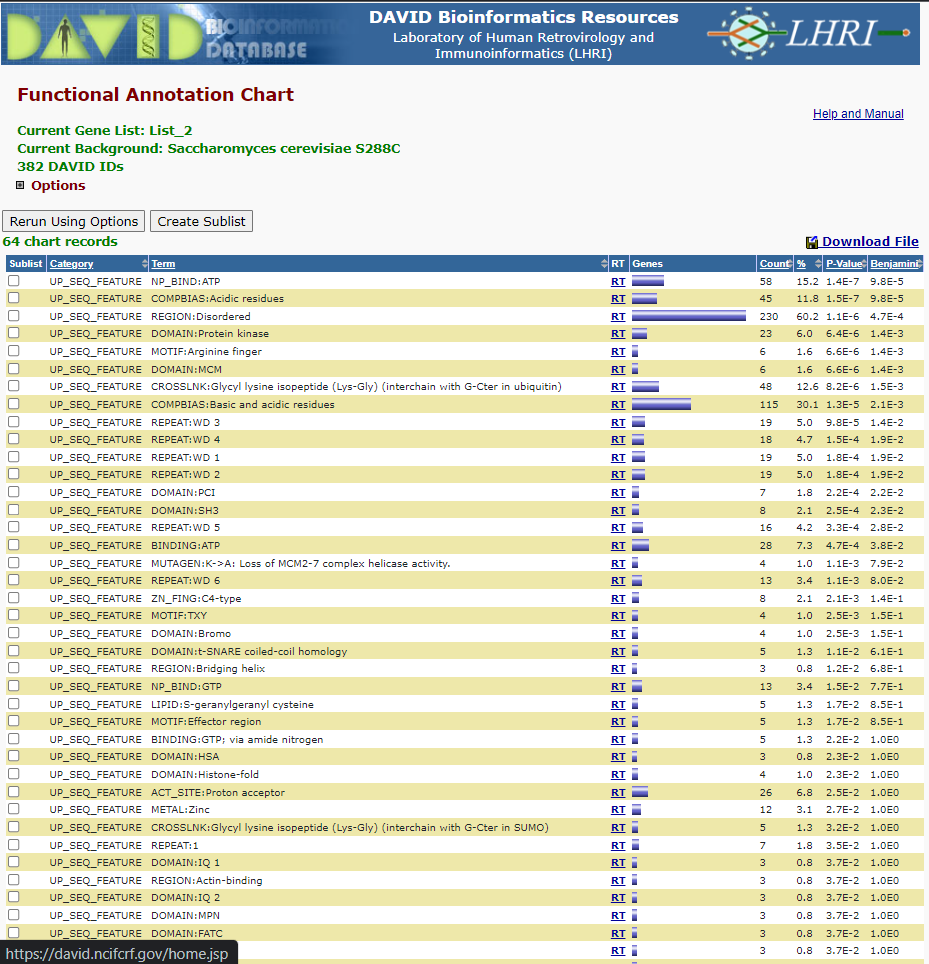 DAVID BIOINFORMATICS DATABASE
DAVID Bioinformatics Resources
Laboratory of Human Retrovirology and
Immunoinformatics (LHRI)
LHRI
Functional Annotation Chart
Help and Manual
Current Gene List: List_2
Current Background: Saccharomyces cerevisiae S288C
382 DAVID IDs
Options
Rerun Using Options Create Sublist
64 chart records Download File
Sublist Category Term RT Genes Count % P-Value Benjamini
UP_SEQ_FEATURE NP_BIND:ATP RT 58 15.2 1.4E-7 9.8E-5
UP_SEQ_FEATURE COMPBIAS:Acidic residues RT 45 11.8 1.5E-7 9.8E-5
UP_SEQ_FEATURE REGION:Disordered RT 230 60.2 1.1E-6 4.7E-4
UP_SEQ_FEATURE DOMAIN:Protein kinase RT 23 6.0 6.4E-6 1.4E-3
UP_SEQ_FEATURE MOTIF:Arginine finger RT 6 1.6 6.6E-6 1.4E-3
UP_SEQ_FEATURE DOMAIN:MCM RT 6 1.6 6.6E-6 1.4E-3
UP_SEQ_FEATURE CROSSLNK:Glycyl lysine isopeptide (Lys-Gly) (interchain with G-Cter in ubiquitin) RT 48 12.6 8.2E-6 1.5E-3
UP_SEQ_FEATURE COMPBIAS:Basic and acidic residues RT 115 30.1 1.3E-5 2.1E-3
UP_SEQ_FEATURE REPEAT:WD 3 RT 19 5.0 9.8E-5 1.4E-2
UP_SEQ_FEATURE REPEAT:WD 4 RT 18 4.7 1.5E-4 1.9E-2
UP_SEQ_FEATURE REPEAT:WD 1 RT 19 5.0 1.8E-4 1.9E-2
UP_SEQ_FEATURE REPEAT:WD 2 RT 19 5.0 1.8E-4 1.9E-2
UP_SEQ_FEATURE DOMAIN:PCI RT 7 1.8 2.2E-4 2.2E-2
UP_SEQ_FEATURE DOMAIN:SH3 RT 8 2.1 2.5E-4 2.3E-2
UP_SEQ_FEATURE REPEAT:WD 5 RT 16 4.2 3.3E-4 2.8E-2
UP_SEQ_FEATURE BINDING:ATP RT 28 7.3 4.7E-4 3.8E-2
UP_SEQ_FEATURE MUTAGEN:K->A: Loss of MCM2-7 complex helicase activity. RT 4 1.0 1.1E-3 7.9E-2
UP_SEQ_FEATURE REPEAT:WD 6 RT 13 3.4 1.1E-3 8.0E-2
UP_SEQ_FEATURE ZN_FING:C4-type RT 8 2.1 2.1E-3 1.4E-1
UP_SEQ_FEATURE MOTIF:TXY RT 4 1.0 2.5E-3 1.5E-1
UP_SEQ_FEATURE DOMAIN:Bromo RT 4 1.0 2.5E-3 1.5E-1
UP_SEQ_FEATURE DOMAIN:t-SNARE coiled-coil homology RT 5 1.3 1.1E-2 6.1E-1
UP_SEQ_FEATURE REGION:Bridging helix RT 3 0.8 1.2E-2 6.8E-1
UP_SEQ_FEATURE NP_BIND:GTP RT 13 3.4 1.5E-2 7.7E-1
UP_SEQ_FEATURE LIPID:S-geranylgeranyl cysteine RT 5 1.3 1.7E-2 8.5E-1
UP_SEQ_FEATURE MOTIF:Effector region RT 5 1.3 1.7E-2 8.5E-1
UP_SEQ_FEATURE BINDING:GTP; via amide nitrogen RT 5 1.3 2.2E-2 1.0E0
UP_SEQ_FEATURE DOMAIN:HSA RT 3 0.8 2.3E-2 1.0E0
UP_SEQ_FEATURE DOMAIN:Histone-fold RT 4 1.0 2.3E-2 1.0E0
UP_SEQ_FEATURE ACT_SITE:Proton acceptor RT 26 6.8 2.5E-2 1.0E0
UP_SEQ_FEATURE METAL:Zinc RT 12 3.1 2.7E-2 1.0E0
UP_SEQ_FEATURE CROSSLNK:Glycyl lysine isopeptide (Lys-Gly) (interchain with G-Cter in SUMO) RT 5 1.3 3.2E-2 1.0E0
UP_SEQ_FEATURE REPEAT:1 RT 7 1.8 3.5E-2 1.0E0
UP_SEQ_FEATURE DOMAIN:IQ 1 RT 3 0.8 3.7E-2 1.0E0
UP_SEQ_FEATURE REGION:Actin-binding RT 3 0.8 3.7E-2 1.0E0
UP_SEQ_FEATURE DOMAIN:IQ 2 RT 3 0.8 3.7E-2 1.0E0
UP_SEQ_FEATURE DOMAIN:MPN RT 3 0.8 3.7E-2 1.0E0
UP_SEQ_FEATURE DOMAIN:FATC RT 3 0.8 3.7E-2 1.0E0
https://david.ncifcrf.gov/home.jsp RT 3 0.8 3.7E-2 1.0E0